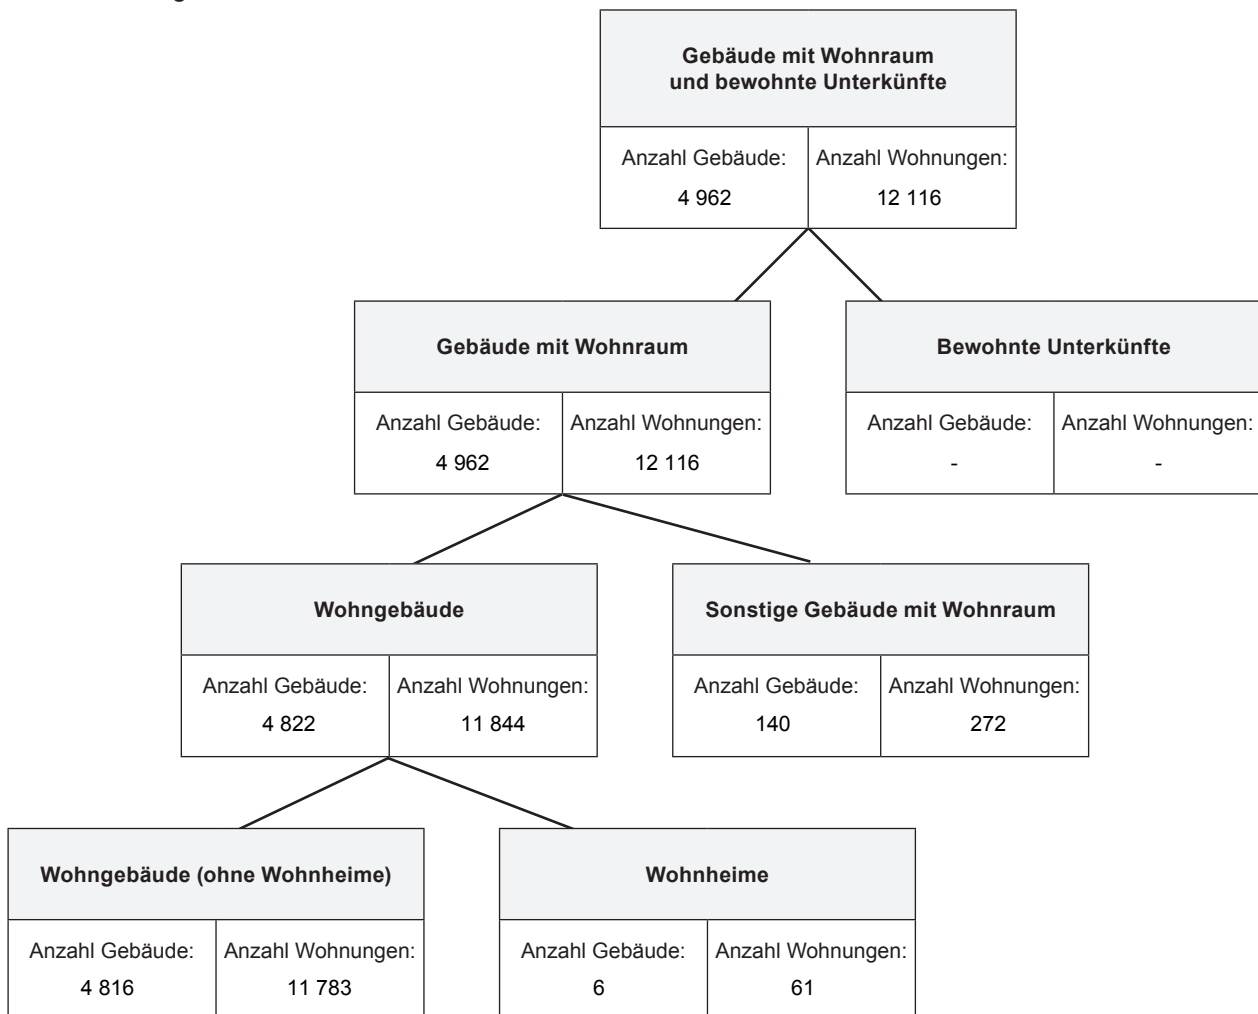 Gebäude mit Wohnraum
und bewohnte Unterkünfte
Anzahl Gebäude: Anzahl Wohnungen:
4 962 12 116
Gebäude mit Wohnraum Bewohnte Unterkünfte
Anzahl Gebäude: Anzahl Wohnungen: Anzahl Gebäude: Anzahl Wohnungen:
4 962 12 116 - -
Wohngebäude Sonstige Gebäude mit Wohnraum
Anzahl Gebäude: Anzahl Wohnungen: Anzahl Gebäude: Anzahl Wohnungen:
4 822 11 844 140 272
Wohngebäude (ohne Wohnheime) Wohnheime
Anzahl Gebäude: Anzahl Wohnungen: Anzahl Gebäude: Anzahl Wohnungen:
4 816 11 783 6 61